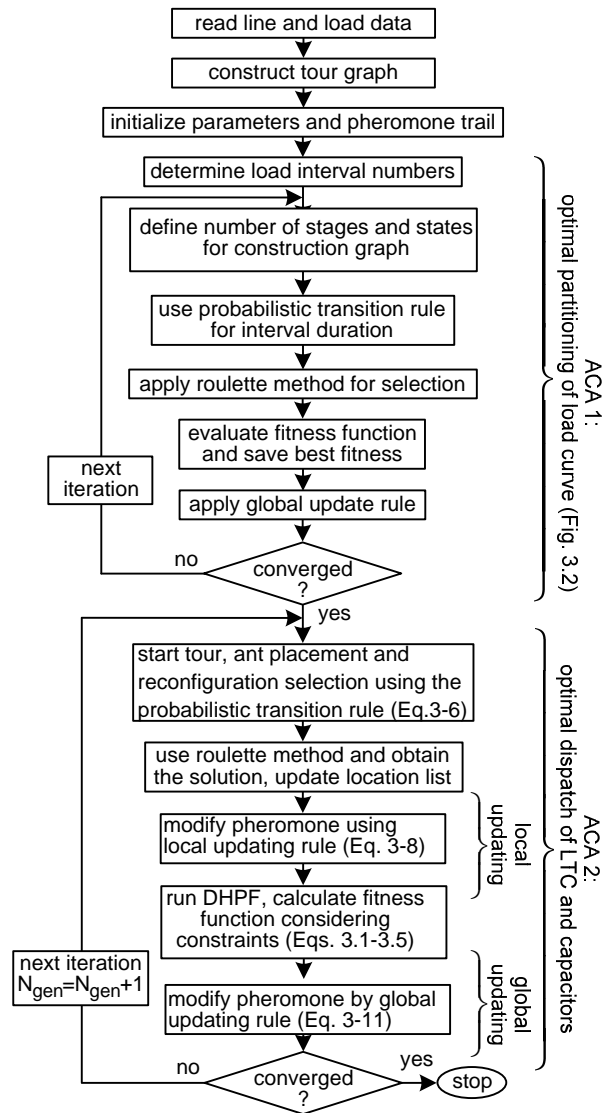 read line and load data
construct tour graph
initialize parameters and pheromone trail
determine load interval numbers
define number of stages and states
for construction graph
use probabilistic transition rule
for interval duration
apply roulette method for selection
evaluate fitness function
and save best fitness
next
iteration
apply global update rule
no
converged
?
yes
ACA 1:
optimal partitioning of load curve (Fig. 3.2)
start tour, ant placement and
reconfiguration selection using the
probabilistic transition rule (Eq.3-6)
use roulette method and obtain
the solution, update location list
modify pheromone using
local updating rule (Eq. 3-8)
local
updating
run DHPF, calculate fitness
function considering
constraints (Eqs. 3.1-3.5)
next iteration
Ngen=Ngen+1
modify pheromone by global
updating rule (Eq. 3-11)
global
updating
ACA 2:
optimal dispatch of LTC and capacitors
no
converged
?
yes
stop